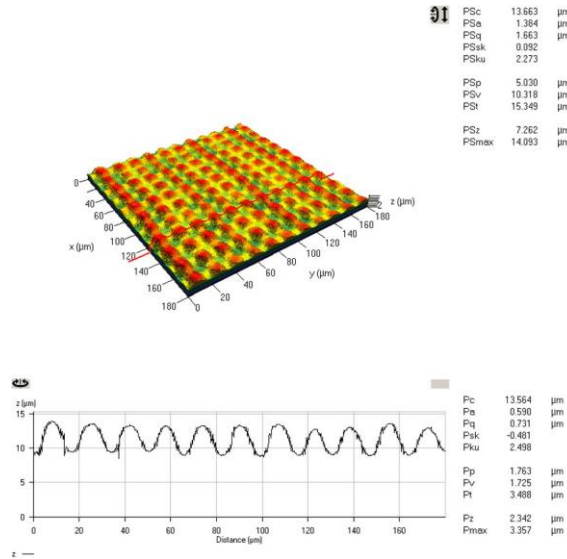 PSc 13.663 µm
PSa 1.384 µm
PSq 1.663 µm
PSsk 0.092
PSku 2.273
PSp 5.030 µm
PSv 10.318 µm
PSt 15.349 µm
PSz 7.262 µm
PSmax 14.093 µm
0
40
60
80
100
120
140
160
180
x (µm)
0
20
40
60
80
100
120
140
160
180
y (µm)
z (µm)
z (µm)
15
10
5
0
0 20 40 60 80 100 120 140 160
Distance (µm)
z
Pc 13.564 µm
Pa 0.590 µm
Pq 0.731 µm
Psk -0.481
Pku 2.498
Pp 1.763 µm
Pv 1.725 µm
Pt 3.488 µm
Pz 2.342 µm
Pmax 3.357 µm